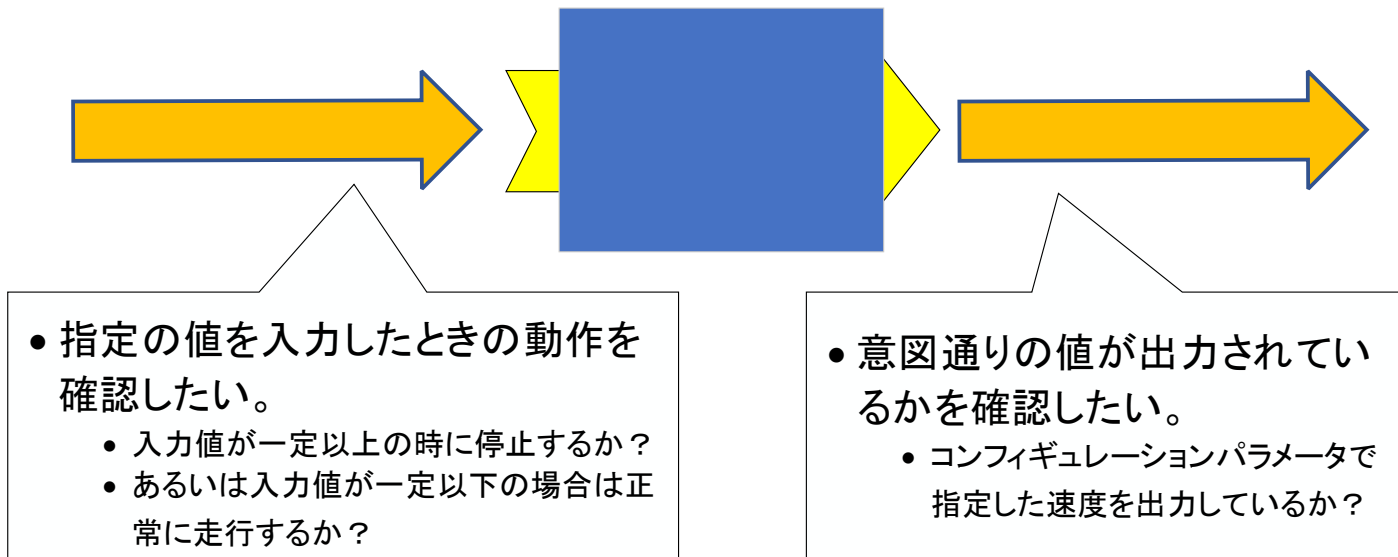 • 指定の値を入力したときの動作を
確認したい。
• 入力値が一定以上の時に停止するか？
• あるいは入力値が一定以下の場合は正
常に走行するか？
• 意図通りの値が出力されてい
るかを確認したい。
• コンフィギュレーションパラメータで
指定した速度を出力しているか？